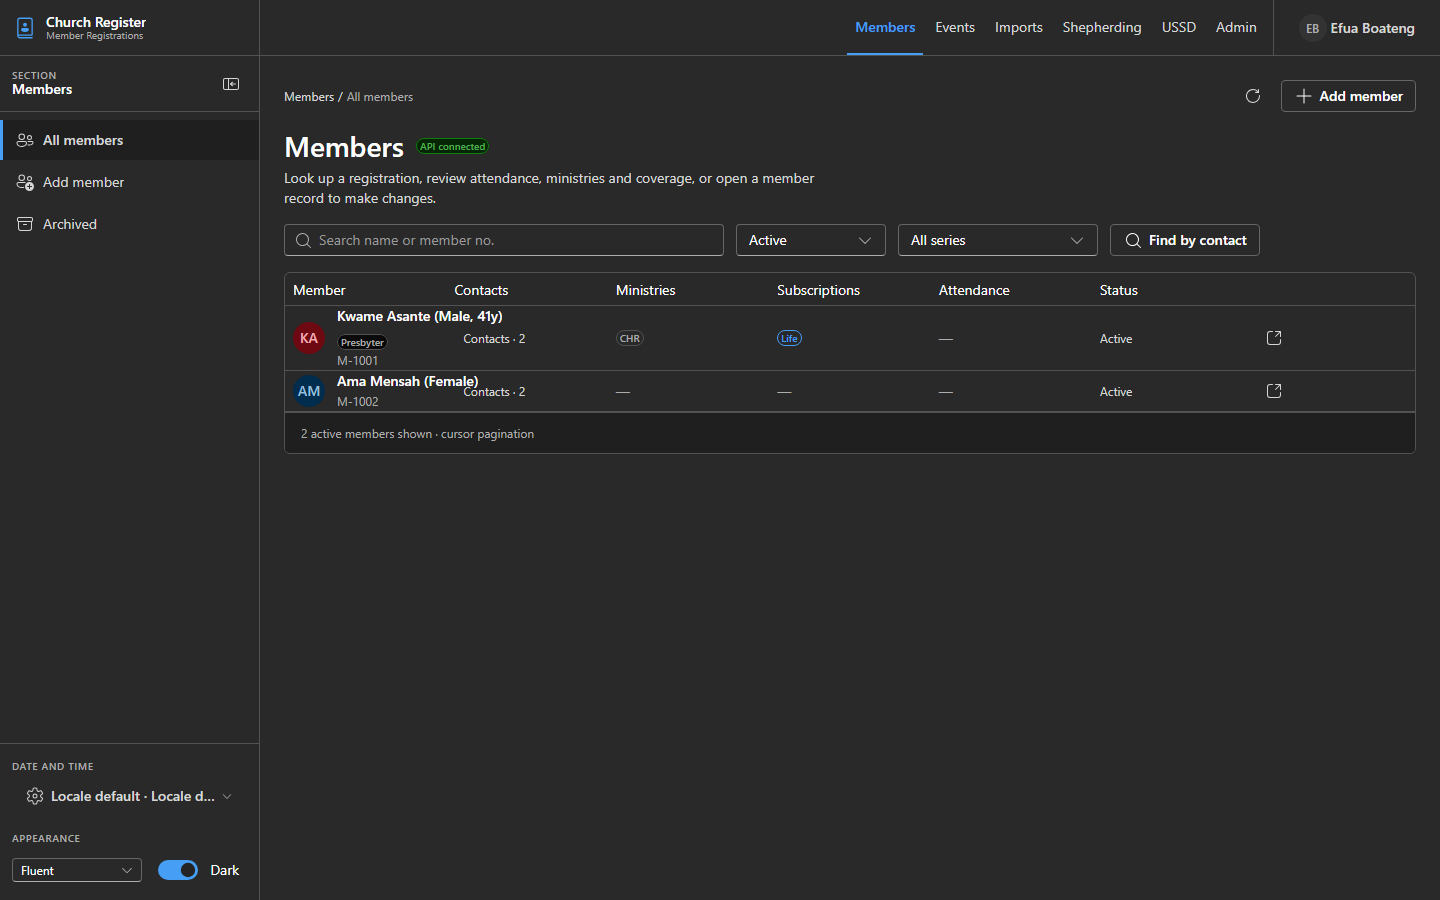 Church Register
Member Registrations
Members Events Imports Shepherding USSD Admin
EB Efua Boateng
SECTION
Members
All members
Add member
Archived
Members / All members
Add member
Members
API connected
Look up a registration, review attendance, ministries and coverage, or open a member
record to make changes.
Search name or member no.
Active
All series
Find by contact
Member Contacts Ministries Subscriptions Attendance Status
KA Kwame Asante (Male, 41y)
Presbyter
M-1001
Contacts · 2 CHR Life — Active
AM Ama Mensah (Female)
M-1002
Contacts · 2 — — — Active
2 active members shown · cursor pagination
DATE AND TIME
Locale default · Locale d...
APPEARANCE
Fluent
Dark